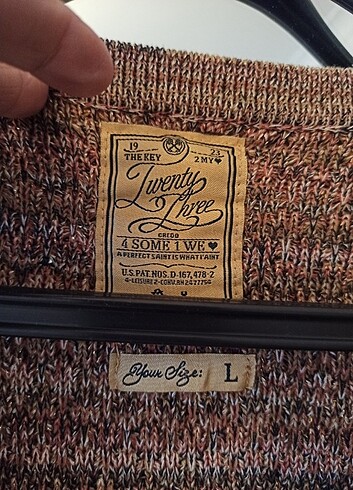 19 23
THE KEY 2 MY ♥
Twenty
Three
CREDO
4 SOME 1 WE ♥
A PERFECT SAINT IS WHAT I AINT
U.S. PAT. NOS. D-167,478-2
Your Size: L